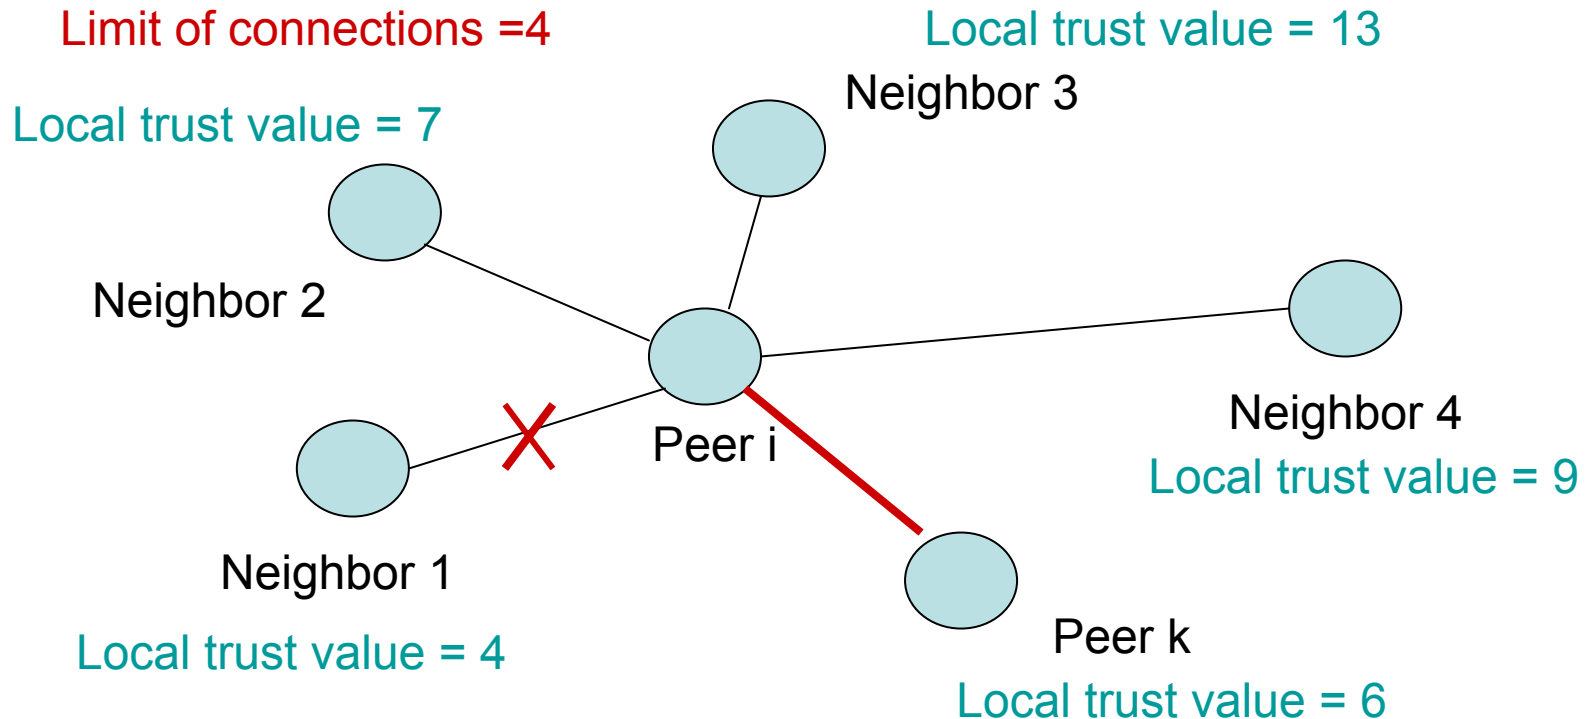 Limit of connections =4
Local trust value = 13
Neighbor 3
Local trust value = 7
Neighbor 2
Neighbor 4
Peer i
Local trust value = 9
Neighbor 1
Peer k
Local trust value = 4
Local trust value = 6